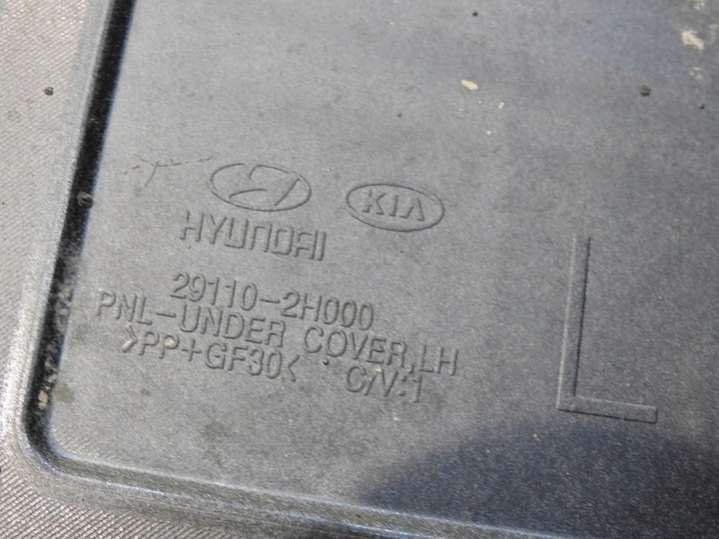 KIA
HYUNDAI
29110-2H000
PNL-UNDER COVER,LH
>PP+GF30< C/V:1
L